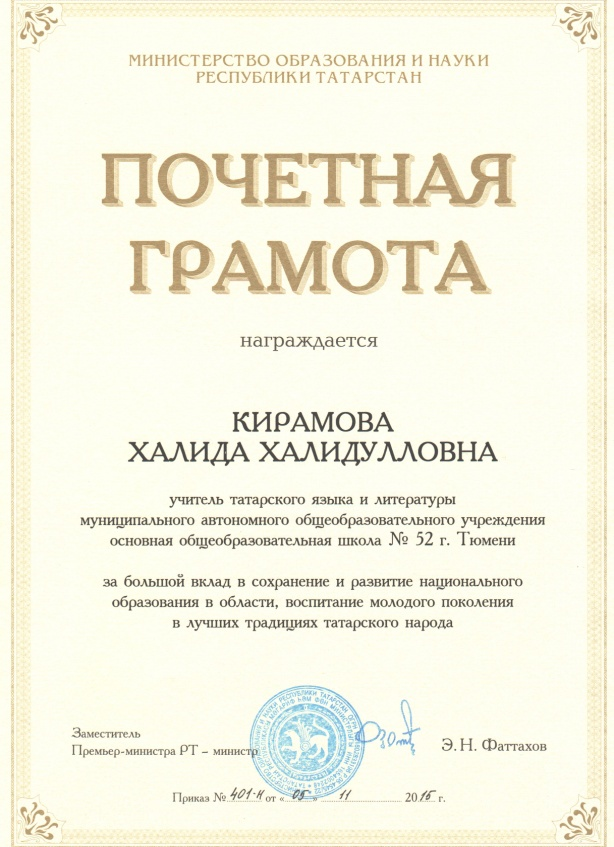 МИНИСТЕРСТВО ОБРАЗОВАНИЯ И НАУКИ
РЕСПУБЛИКИ ТАТАРСТАН
ПОЧЕТНАЯ
ГРАМОТА
награждается
КИРАМОВА
ХАЛИДА ХАЛИДУЛЛОВНА
учитель татарского языка и литературы
муниципального автономного общеобразовательного учреждения
основная общеобразовательная школа № 52 г. Тюмени
за большой вклад в сохранение и развитие национального
образования в области, воспитание молодого поколения
в лучших традициях татарского народа
Заместитель
Премьер-министра РТ – министр
Э.Н. Фаттахов
Приказ № 401-н от « 05 » 11 2015 г.